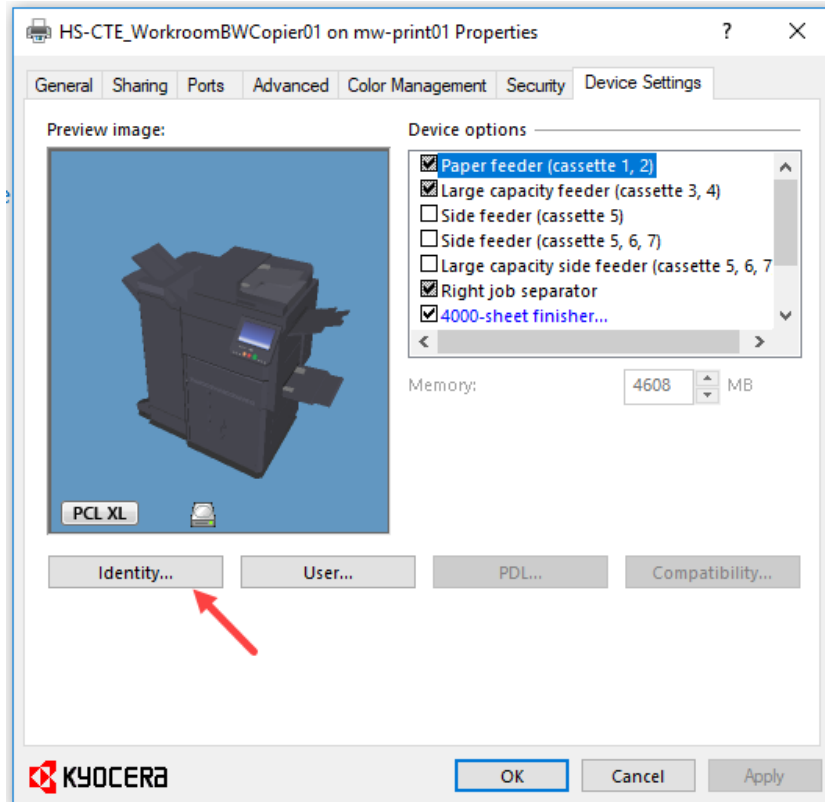 HS-CTE_WorkroomBWCopier01 on mw-print01 Properties ?
General Sharing Ports Advanced Color Management Security Device Settings
Preview image:
Device options
Paper feeder (cassette 1, 2)
Large capacity feeder (cassette 3, 4)
Side feeder (cassette 5)
Side feeder (cassette 5, 6, 7)
Large capacity side feeder (cassette 5, 6, 7
Right job separator
4000-sheet finisher...
Memory: 4608 MB
PCL XL
Identity... User... PDL... Compatibility...
KYOCERA
OK Cancel Apply